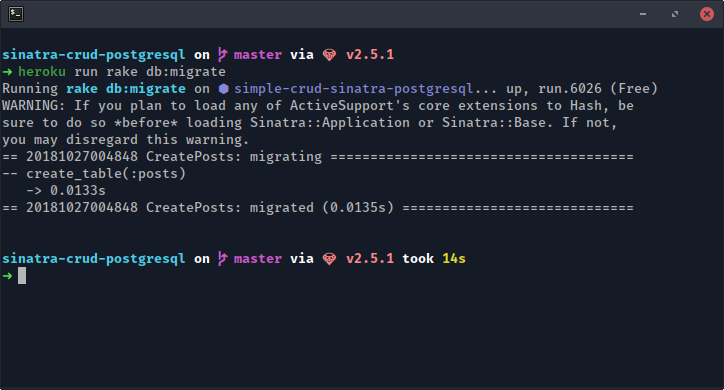 sinatra-crud-postgresql on master via v2.5.1
➜ heroku run rake db:migrate
Running rake db:migrate on ⬢ simple-crud-sinatra-postgresql... up, run.6026 (Free)
WARNING: If you plan to load any of ActiveSupport's core extensions to Hash, be
sure to do so *before* loading Sinatra::Application or Sinatra::Base. If not,
you may disregard this warning.
== 20181027004848 CreatePosts: migrating ======================================
-- create_table(:posts)
   -> 0.0133s
== 20181027004848 CreatePosts: migrated (0.0135s) =============================
sinatra-crud-postgresql on master via v2.5.1 took 14s
➜